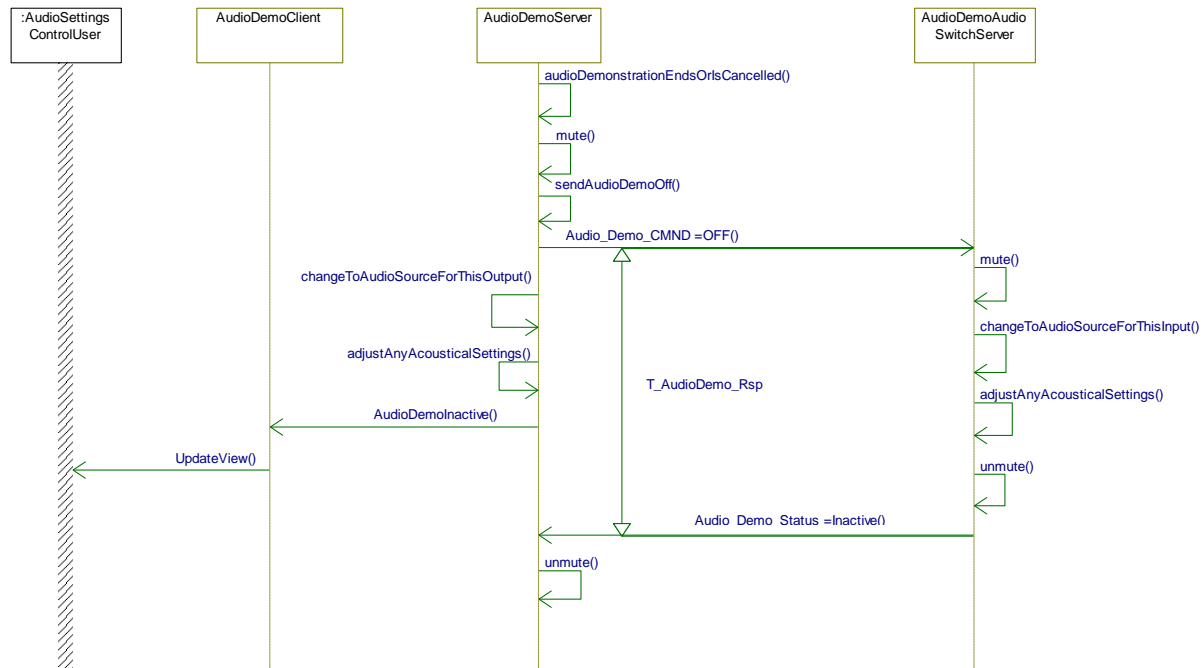 :AudioSettings
ControlUser
AudioDemoClient
AudioDemoServer
AudioDemoAudio
SwitchServer
audioDemonstrationEndsOrIsCancelled()
mute()
sendAudioDemoOff()
Audio_Demo_CMND =OFF()
mute()
changeToAudioSourceForThisOutput()
changeToAudioSourceForThisInput()
adjustAnyAcousticalSettings()
T_AudioDemo_Rsp
adjustAnyAcousticalSettings()
AudioDemoInactive()
UpdateView()
unmute()
Audio_Demo_Status =Inactive()
unmute()